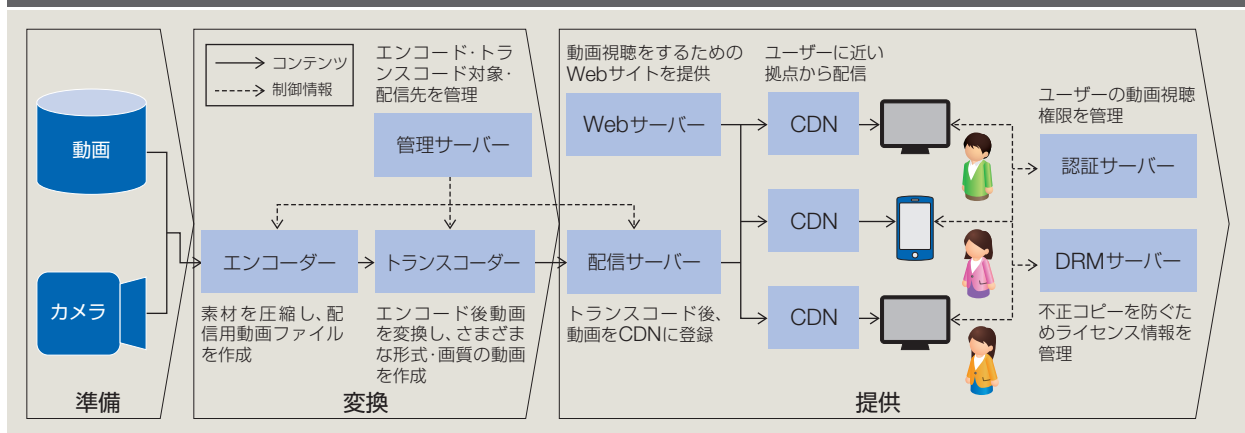 動画
カメラ
準備
コンテンツ
制御情報
エンコード・トラ
ンスコード対象・
配信先を管理
管理サーバー
エンコーダー
素材を圧縮し、配
信用動画ファイル
を作成
トランスコーダー
エンコード後動画
を変換し、さまざま
な形式・画質の動画
を作成
変換
動画視聴をするための
Webサイトを提供
Webサーバー
配信サーバー
トランスコード後、
動画をCDNに登録
ユーザーに近い
拠点から配信
CDN
CDN
CDN
ユーザーの動画視聴
権限を管理
認証サーバー
DRMサーバー
不正コピーを防ぐた
めライセンス情報を
管理
提供